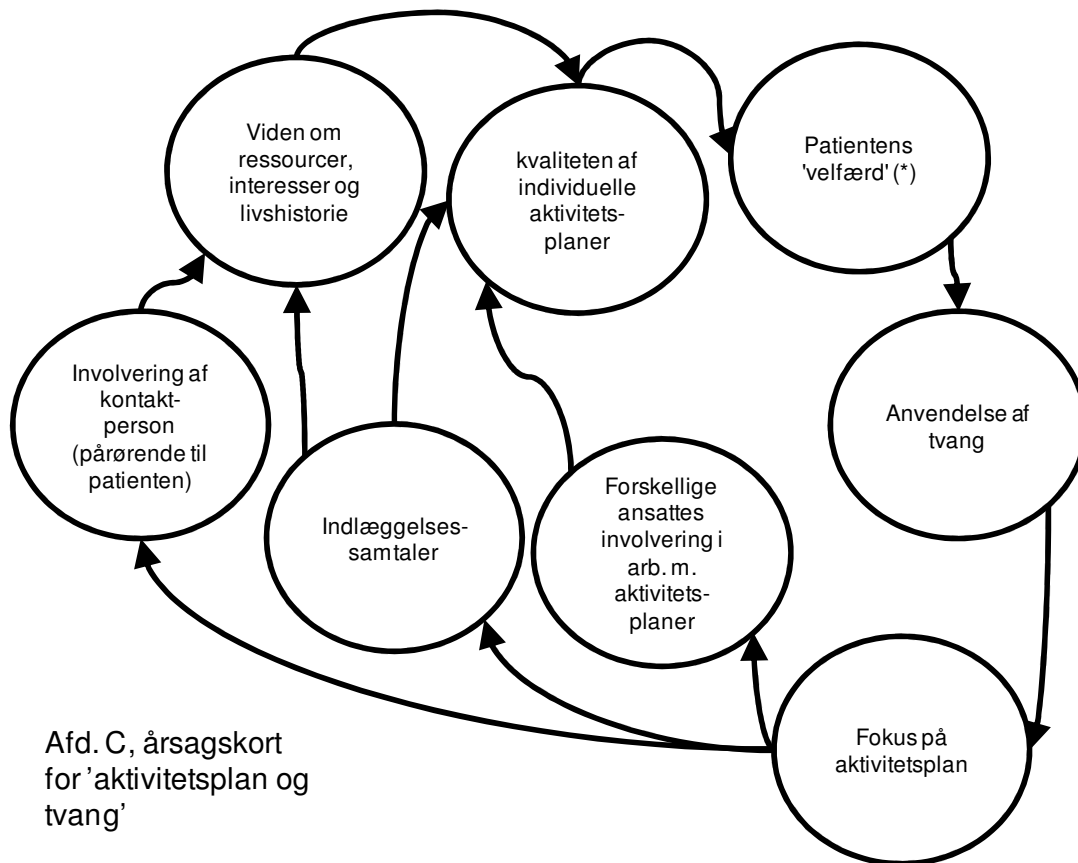 Viden om
ressourcer,
interesser og
livshistorie
kvaliteten af
individuelle
aktivitets-
planer
Patientens
'velfærd' (*)
Involvering af
kontakt-
person
(pårørende til
patienten)
Indlæggelses-
samtaler
Forskellige
ansattes
involvering i
arb. m.
aktivitets-
planer
Anvendelse af
tvang
Fokus på
aktivitetsplan
Afd. C, årsagskort
for 'aktivitetsplan og
tvang'